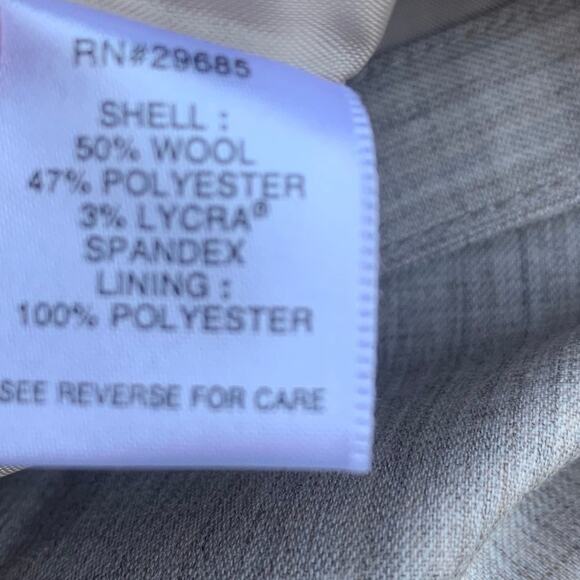 RN#29685
SHELL :
50% WOOL
47% POLYESTER
3% LYCRA®
SPANDEX
LINING :
100% POLYESTER
SEE REVERSE FOR CARE